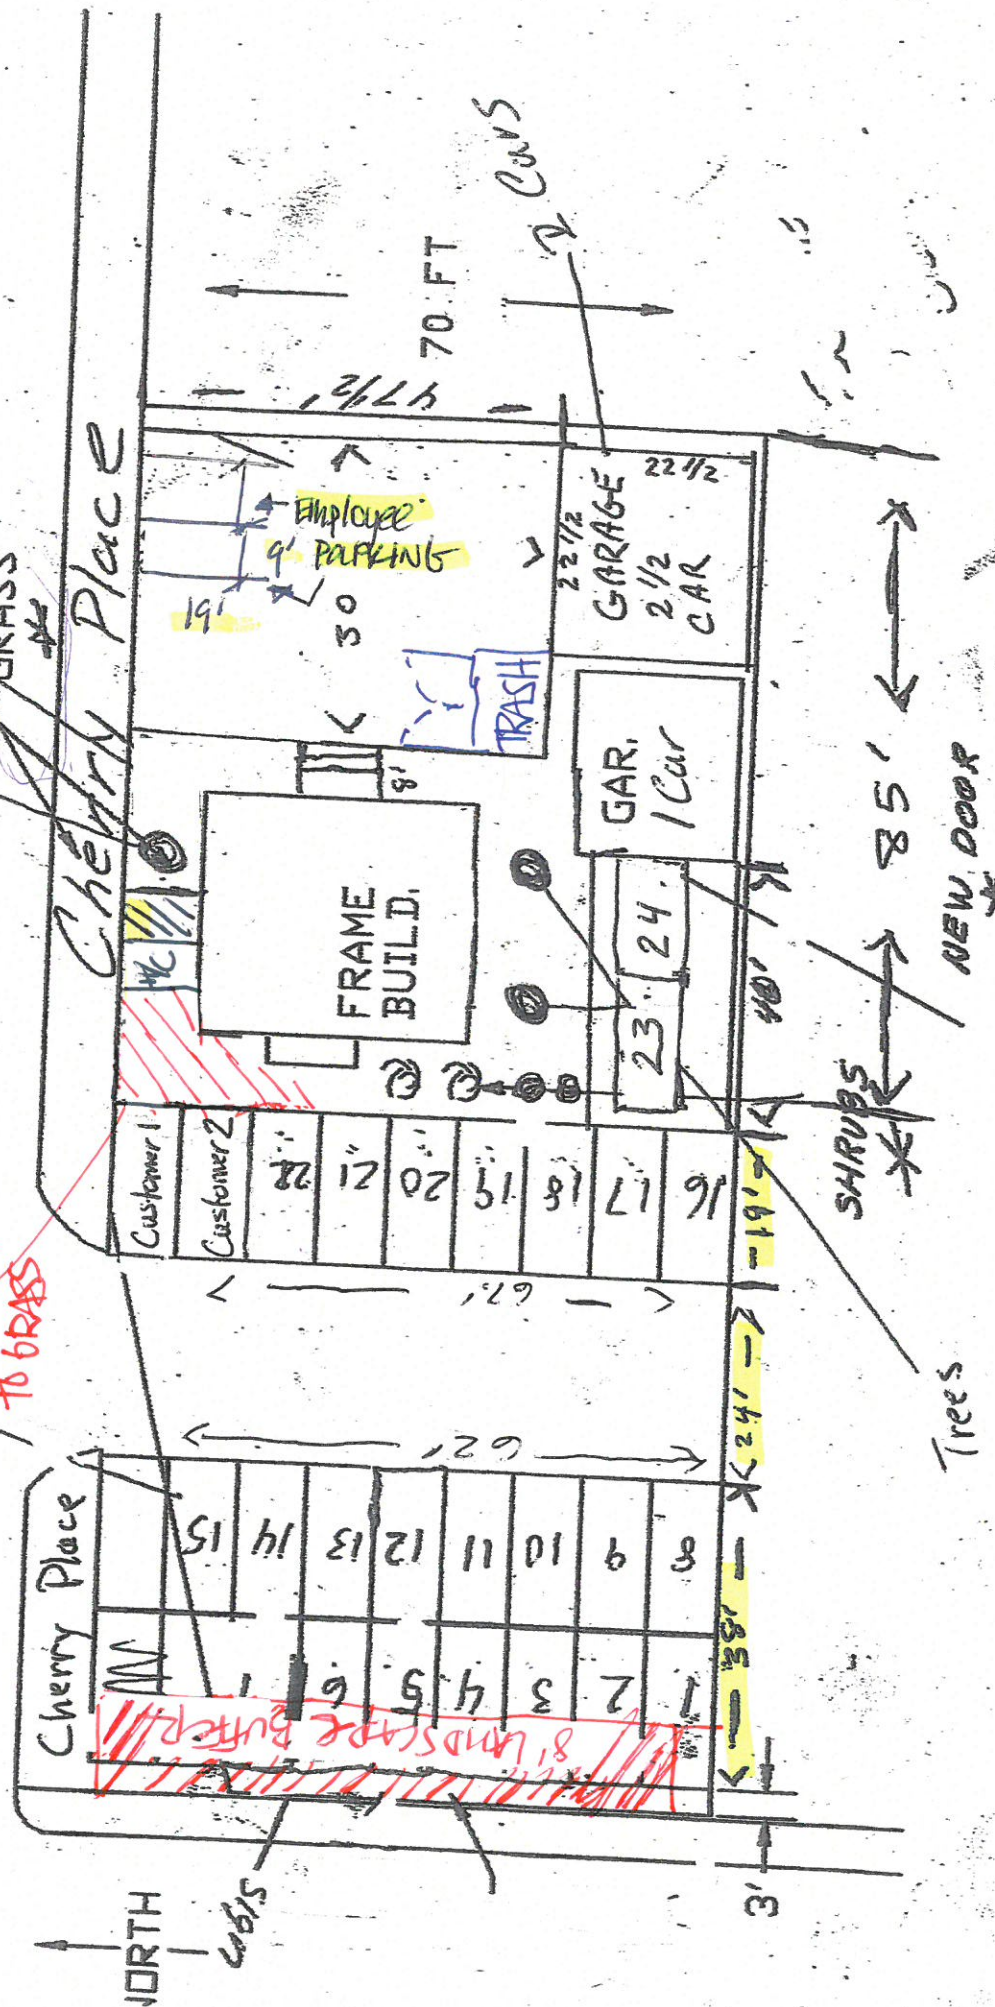 GRASS
Cherry Place
TO GRASS
Cherry Place
NORTH
signs
8' LANDSCAPE BUFFER
1
2
3
4
5
6
8
9
10
11
12
13
14
15
62'
67'
Customer 1
Customer 2
22
21
20
19
18
17
16
H/C
FRAME
BUILD.
8'
19'
9'
Employee
PARKING
30
TRASH
47 1/2'
70 FT
2 Cars
22 1/2
GARAGE
2 1/2
CAR
22 1/2
GAR.
1 Car
23
24
3'
38'
24'
19'
40'
85'
SHRUBS
NEW DOOR
Trees